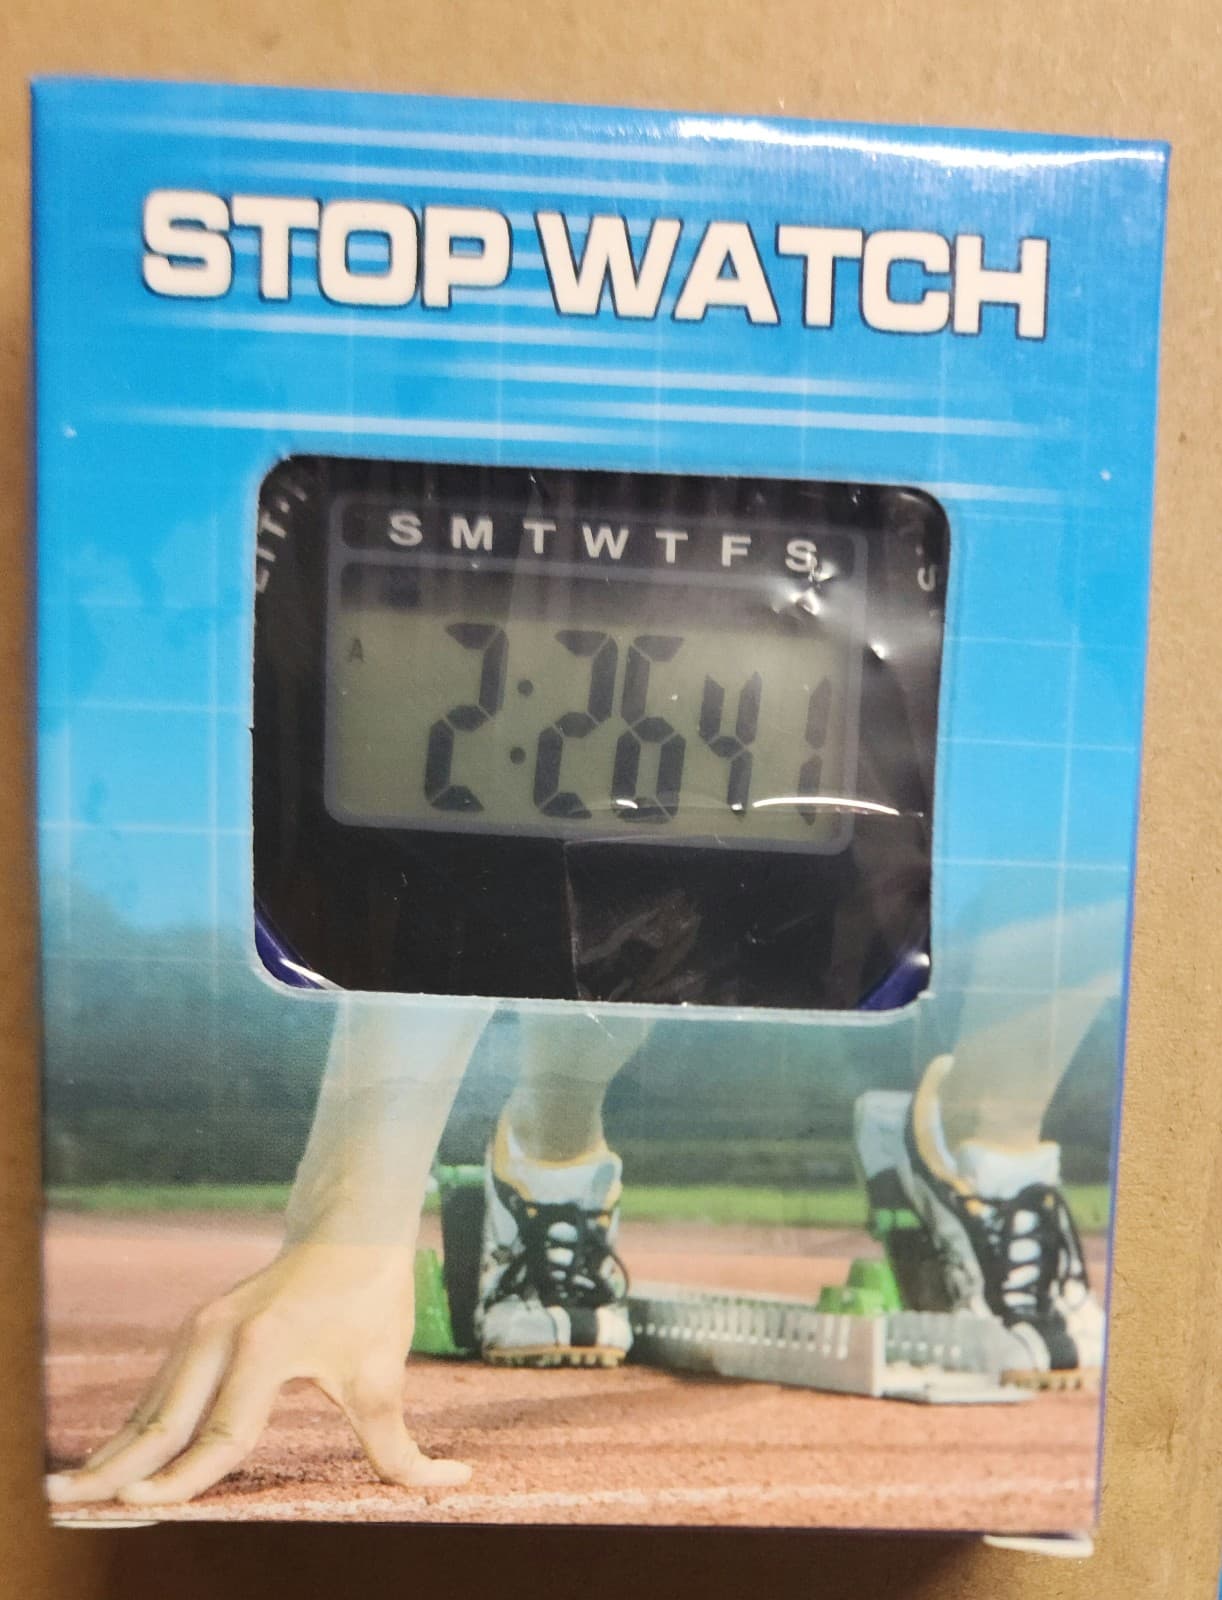 STOP WATCH
S M T W T F S
A
2:26 41